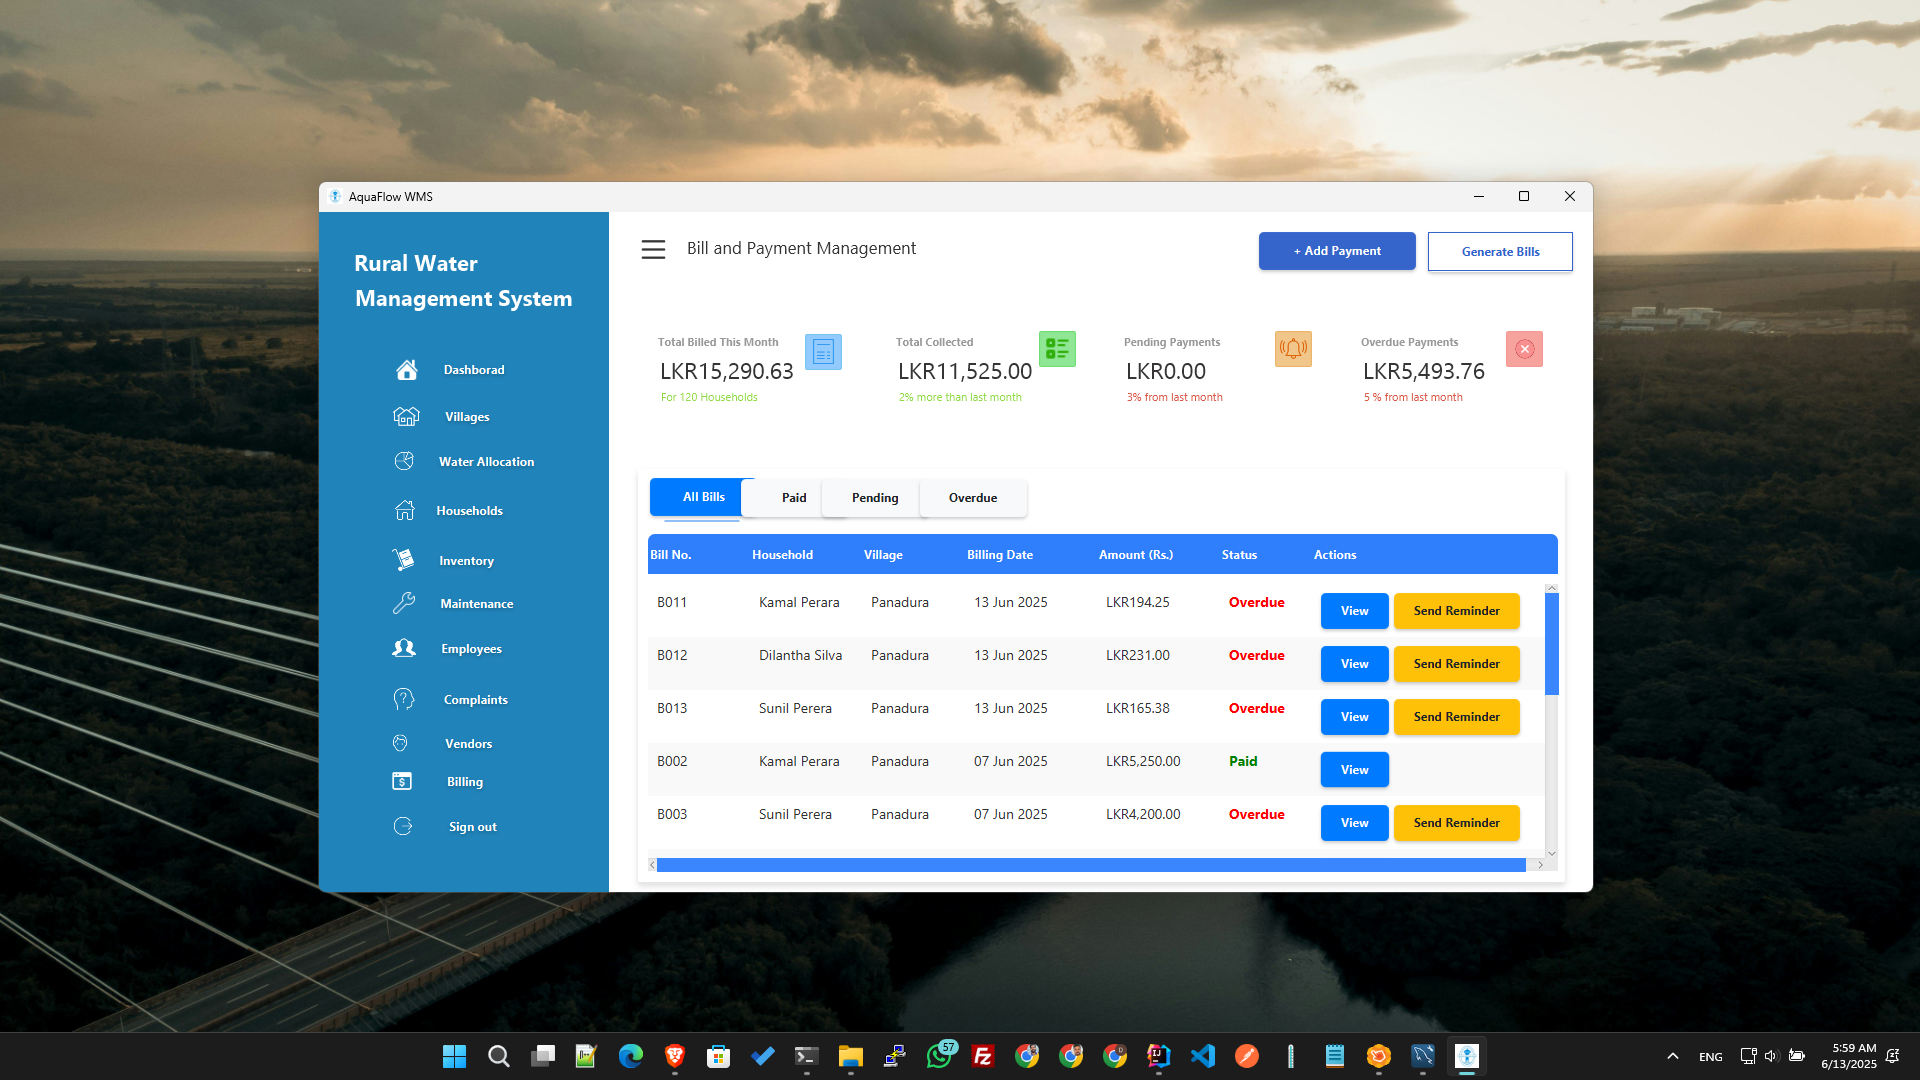 AquaFlow WMS
Rural Water
Management System
Dashborad
Villages
Water Allocation
Households
Inventory
Maintenance
Employees
Complaints
Vendors
Billing
Sign out
Bill and Payment Management
+ Add Payment
Generate Bills
Total Billed This Month
LKR15,290.63
For 120 Households
Total Collected
LKR11,525.00
2% more than last month
Pending Payments
LKR0.00
3% from last month
Overdue Payments
LKR5,493.76
5 % from last month
All Bills Paid Pending Overdue
Bill No. Household Village Billing Date Amount (Rs.) Status Actions
B011 Kamal Perara Panadura 13 Jun 2025 LKR194.25 Overdue View Send Reminder
B012 Dilantha Silva Panadura 13 Jun 2025 LKR231.00 Overdue View Send Reminder
B013 Sunil Perera Panadura 13 Jun 2025 LKR165.38 Overdue View Send Reminder
B002 Kamal Perara Panadura 07 Jun 2025 LKR5,250.00 Paid View
B003 Sunil Perera Panadura 07 Jun 2025 LKR4,200.00 Overdue View Send Reminder
57
ENG
5:59 AM
6/13/2025